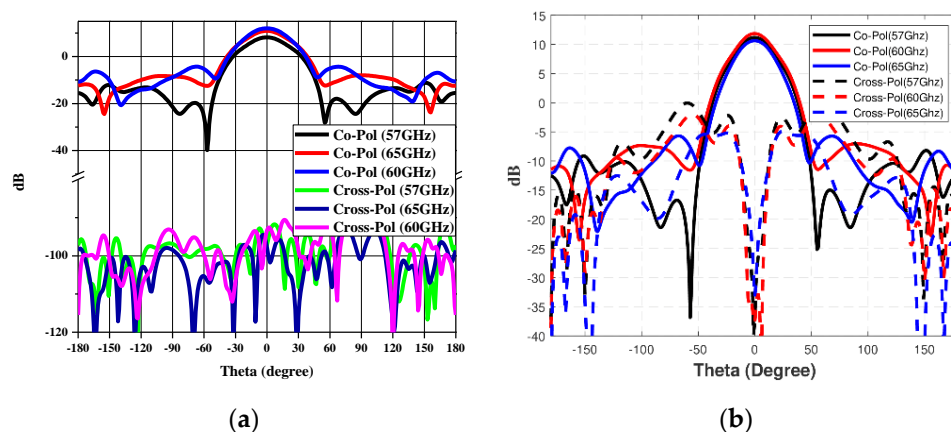 0
-20
-40
-100
-120
dB
-180 -150 -120 -90 -60 -30 0 30 60 90 120 150 180
Theta (degree)
Co-Pol (57GHz)
Co-Pol (65GHz)
Co-Pol (60GHz)
Cross-Pol (57GHz)
Cross-Pol (65GHz)
Cross-Pol (60GHz)
(a)
15
10
5
0
-5
-10
-15
-20
-25
-30
-35
-40
dB
-150 -100 -50 0 50 100 150
Theta (Degree)
Co-Pol(57Ghz)
Co-Pol(60Ghz)
Co-Pol(65Ghz)
Cross-Pol(57Ghz)
Cross-Pol(60Ghz)
Cross-Pol(65Ghz)
(b)